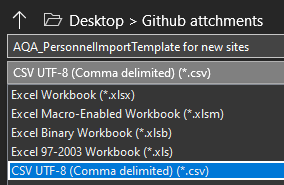 Desktop > Github attchments
AQA_PersonnelImportTemplate for new sites
CSV UTF-8 (Comma delimited) (*.csv)
Excel Workbook (*.xlsx)
Excel Macro-Enabled Workbook (*.xlsm)
Excel Binary Workbook (*.xlsb)
Excel 97-2003 Workbook (*.xls)
CSV UTF-8 (Comma delimited) (*.csv)